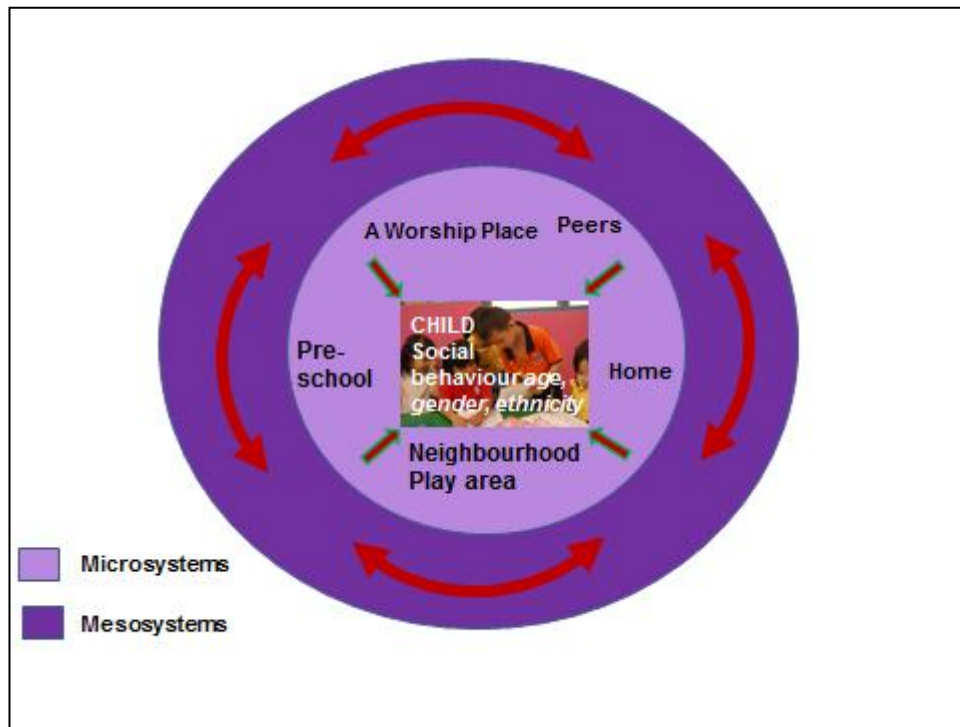 A Worship Place
Peers
CHILD
Social
behaviour age,
gender, ethnicity
Pre-
school
Home
Neighbourhood
Play area
Microsystems
Mesosystems